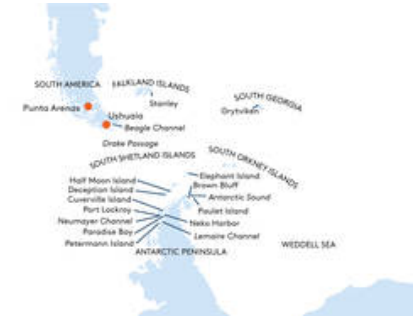 SOUTH AMERICA
FALKLAND ISLANDS
Stanley
SOUTH GEORGIA
Grytviken
Punta Arenas
Ushuaia
Beagle Channel
Drake Passage
SOUTH SHETLAND ISLANDS
SOUTH ORKNEY ISLANDS
Elephant Island
Half Moon Island
Brown Bluff
Deception Island
Antarctic Sound
Cuverville Island
Paulet Island
Port Lockroy
Neumayer Channel
Neko Harbor
Paradise Bay
Lemaire Channel
Petermann Island
WEDDELL SEA
ANTARCTIC PENINSULA